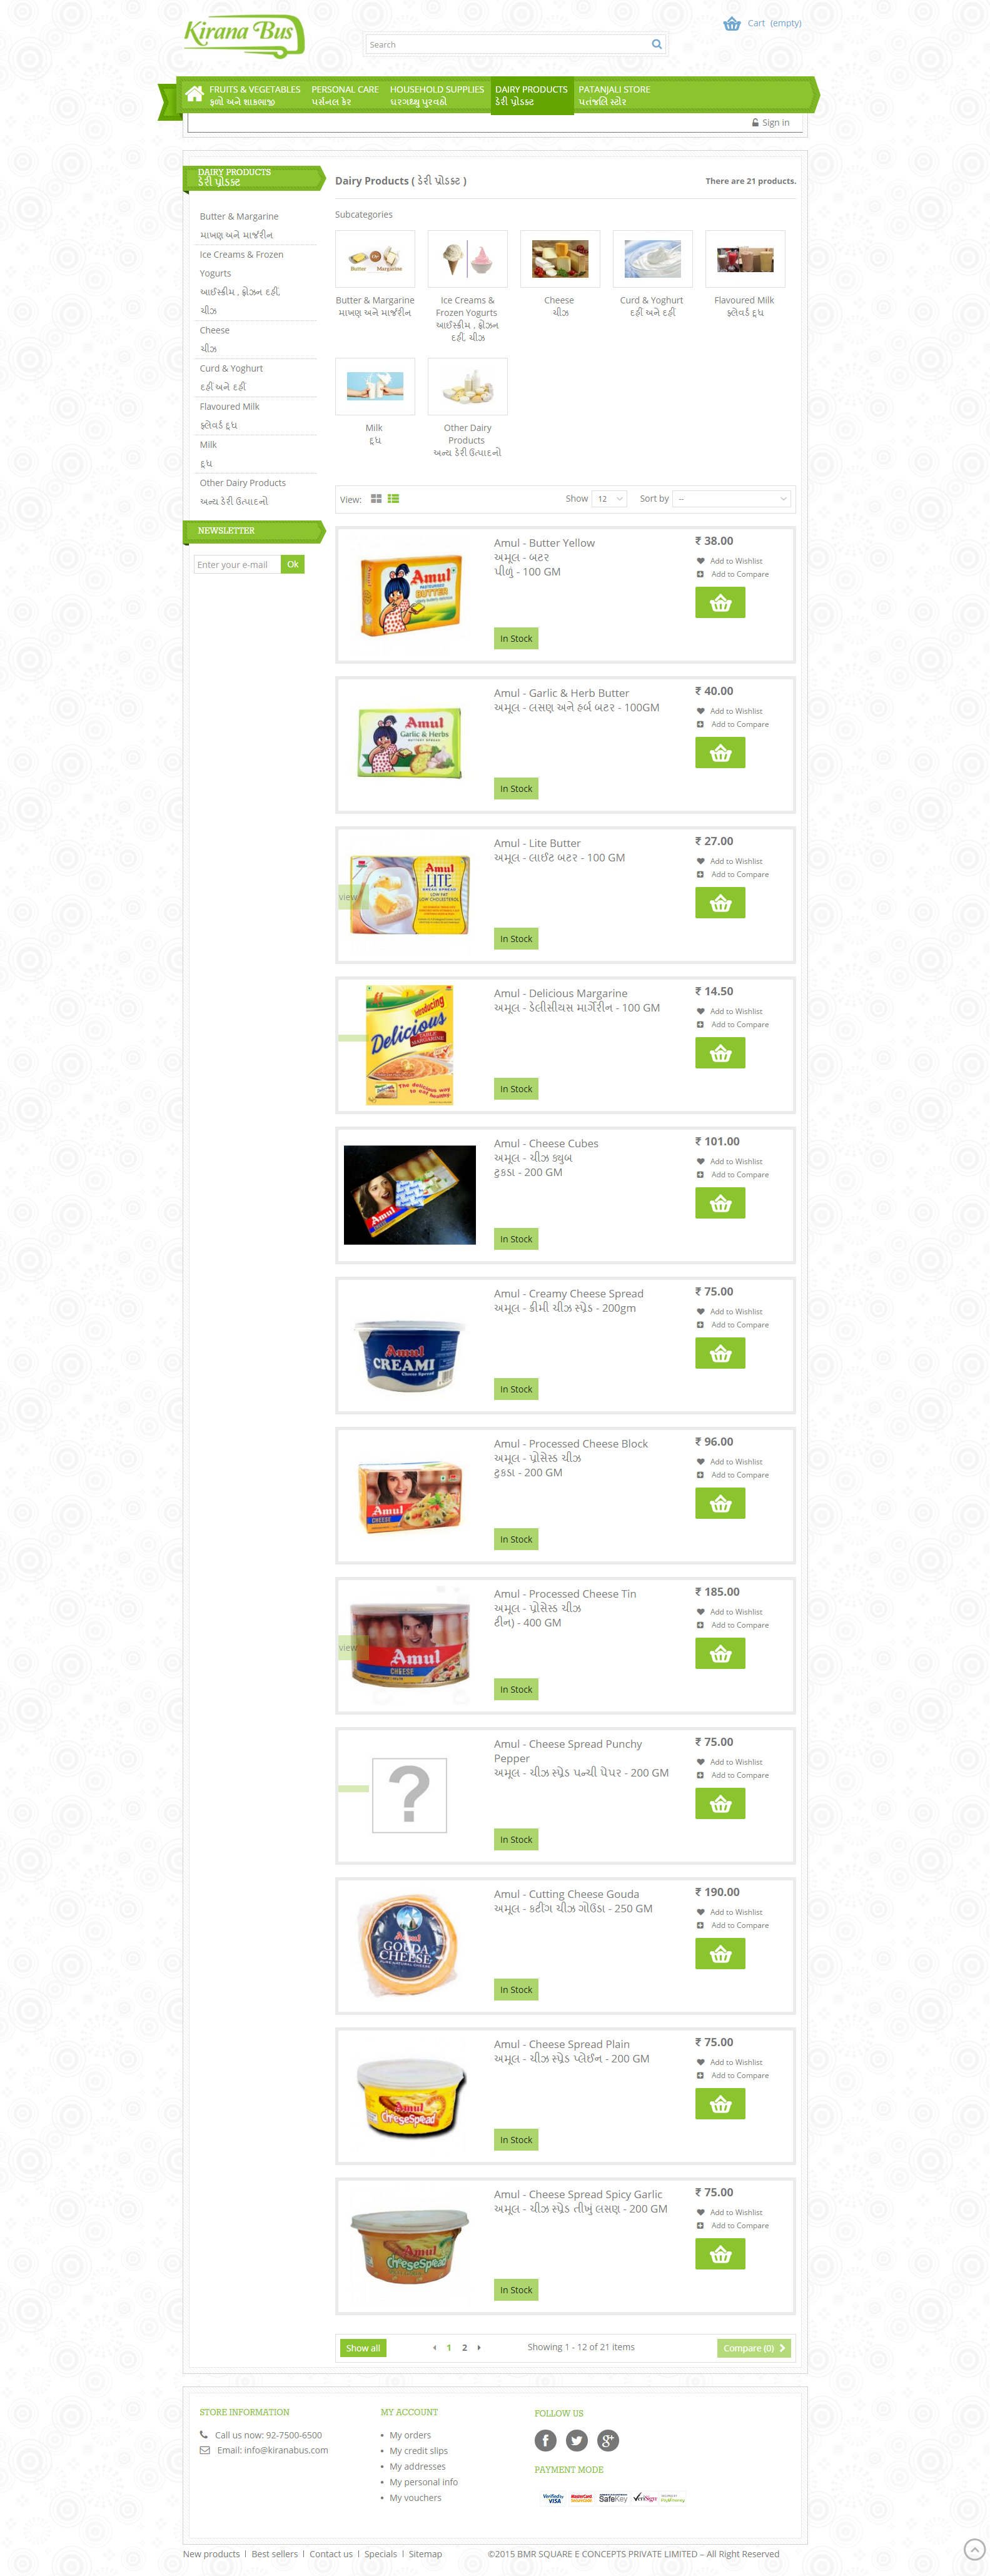 Kirana Bus
Cart (empty)
Search
FRUITS & VEGETABLES
ફળો અને શાકભાજી
PERSONAL CARE
પર્સનલ કેર
HOUSEHOLD SUPPLIES
ઘરગથ્થુ પુરવઠો
DAIRY PRODUCTS
ડેરી પ્રોડક્ટ
PATANJALI STORE
પતંજલિ સ્ટોર
Sign in
DAIRY PRODUCTS
ડેરી પ્રોડક્ટ
Butter & Margarine
માખણ અને માર્જરીન
Ice Creams & Frozen
Yogurts
આઈસ્ક્રીમ , ફ્રોઝન દહીં,
ચીઝ
Cheese
ચીઝ
Curd & Yoghurt
દહીં અને દહીં
Flavoured Milk
ફ્લેવર્ડ દૂધ
Milk
દૂધ
Other Dairy Products
અન્ય ડેરી ઉત્પાદનો
NEWSLETTER
Enter your e-mail
Ok
Dairy Products ( ડેરી પ્રોડક્ટ )
There are 21 products.
Subcategories
Butter & Margarine
માખણ અને માર્જરીન
Ice Creams &
Frozen Yogurts
આઈસ્ક્રીમ , ફ્રોઝન
દહીં, ચીઝ
Cheese
ચીઝ
Curd & Yoghurt
દહીં અને દહીં
Flavoured Milk
ફ્લેવર્ડ દૂધ
Milk
દૂધ
Other Dairy
Products
અન્ય ડેરી ઉત્પાદનો
View:
Show 12
Sort by --
Amul - Butter Yellow
અમૂલ - બટર
પીળું - 100 GM
In Stock
₹ 38.00
Add to Wishlist
Add to Compare
Amul - Garlic & Herb Butter
અમૂલ - લસણ અને હર્બ બટર - 100GM
In Stock
₹ 40.00
Add to Wishlist
Add to Compare
view
Amul - Lite Butter
અમૂલ - લાઈટ બટર - 100 GM
In Stock
₹ 27.00
Add to Wishlist
Add to Compare
Amul - Delicious Margarine
અમૂલ - ડેલીસીયસ માર્ગેરીન - 100 GM
In Stock
₹ 14.50
Add to Wishlist
Add to Compare
Amul - Cheese Cubes
અમૂલ - ચીઝ ક્યુબ
ટુકડા - 200 GM
In Stock
₹ 101.00
Add to Wishlist
Add to Compare
Amul - Creamy Cheese Spread
અમૂલ - ક્રીમી ચીઝ સ્પ્રેડ - 200gm
In Stock
₹ 75.00
Add to Wishlist
Add to Compare
Amul - Processed Cheese Block
અમૂલ - પ્રોસેસ્ડ ચીઝ
ટુકડા - 200 GM
In Stock
₹ 96.00
Add to Wishlist
Add to Compare
view
Amul - Processed Cheese Tin
અમૂલ - પ્રોસેસ્ડ ચીઝ
ટીન) - 400 GM
In Stock
₹ 185.00
Add to Wishlist
Add to Compare
?
Amul - Cheese Spread Punchy
Pepper
અમૂલ - ચીઝ સ્પ્રેડ પન્ચી પેપર - 200 GM
In Stock
₹ 75.00
Add to Wishlist
Add to Compare
Amul - Cutting Cheese Gouda
અમૂલ - કટીંગ ચીઝ ગોઉડા - 250 GM
In Stock
₹ 190.00
Add to Wishlist
Add to Compare
Amul - Cheese Spread Plain
અમૂલ - ચીઝ સ્પ્રેડ પ્લેઈન - 200 GM
In Stock
₹ 75.00
Add to Wishlist
Add to Compare
Amul - Cheese Spread Spicy Garlic
અમૂલ - ચીઝ સ્પ્રેડ તીખું લસણ - 200 GM
In Stock
₹ 75.00
Add to Wishlist
Add to Compare
Show all
1 2
Showing 1 - 12 of 21 items
Compare (0)
STORE INFORMATION
Call us now: 92-7500-6500
Email: info@kiranabus.com
MY ACCOUNT
My orders
My credit slips
My addresses
My personal info
My vouchers
FOLLOW US
PAYMENT MODE
Verified by VISA MasterCard SecureCode SafeKey VeriSign PayUmoney
New products | Best sellers | Contact us | Specials | Sitemap
©2015 BMR SQUARE E CONCEPTS PRIVATE LIMITED – All Right Reserved